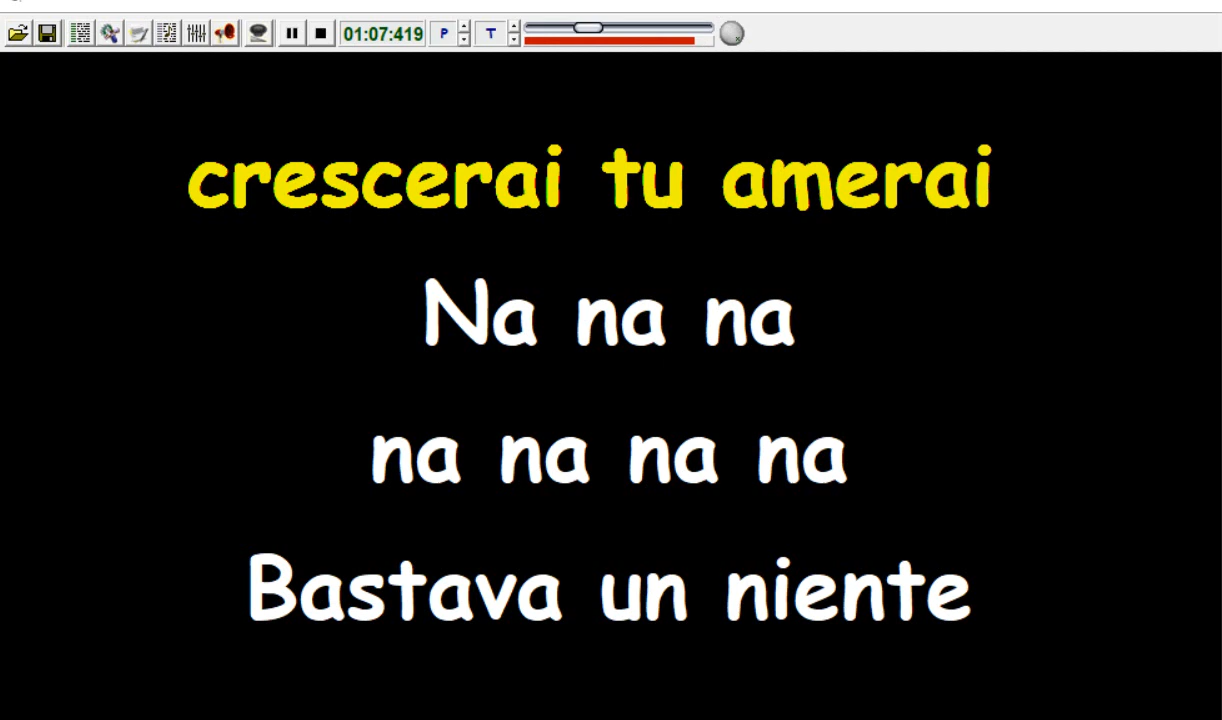 01:07:419 P T
crescerai tu amerai
Na na na
na na na na
Bastava un niente